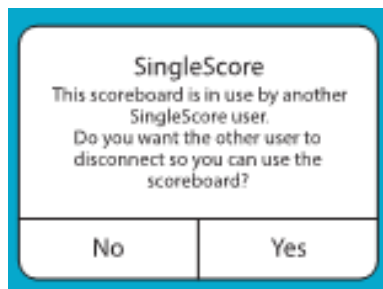 SingleScore
This scoreboard is in use by another
SingleScore user.
Do you want the other user to
disconnect so you can use the
scoreboard?
No
Yes